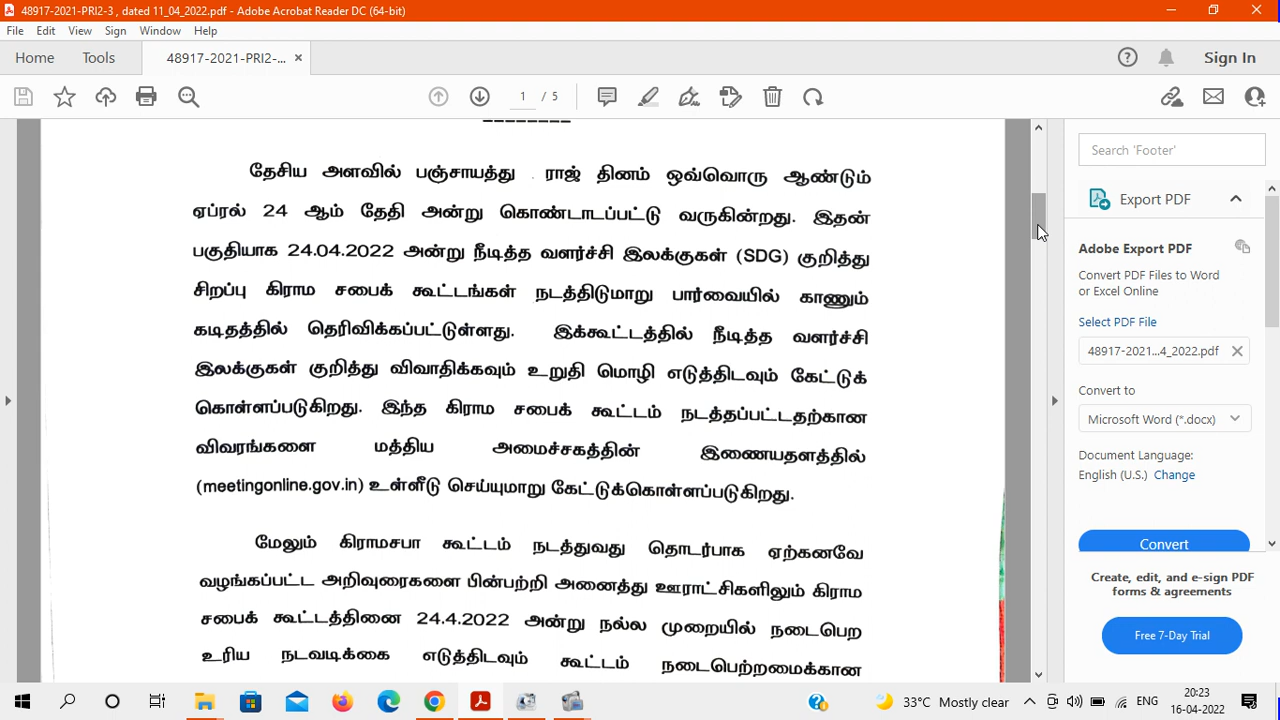 48917-2021-PRI2-3 , dated 11_04_2022.pdf - Adobe Acrobat Reader DC (64-bit)
File Edit View Sign Window Help
Home Tools 48917-2021-PRI2-... × Sign In
1 / 5
தேசிய அளவில் பஞ்சாயத்து ராஜ் தினம் ஒவ்வொரு ஆண்டும்
ஏப்ரல் 24 ஆம் தேதி அன்று கொண்டாடப்பட்டு வருகின்றது. இதன்
பகுதியாக 24.04.2022 அன்று நீடித்த வளர்ச்சி இலக்குகள் (SDG) குறித்து
சிறப்பு கிராம சபைக் கூட்டங்கள் நடத்திடுமாறு பார்வையில் காணும்
கடிதத்தில் தெரிவிக்கப்பட்டுள்ளது. இக்கூட்டத்தில் நீடித்த வளர்ச்சி
இலக்குகள் குறித்து விவாதிக்கவும் உறுதி மொழி எடுத்திடவும் கேட்டுக்
கொள்ளப்படுகிறது. இந்த கிராம சபைக் கூட்டம் நடத்தப்பட்டதற்கான
விவரங்களை மத்திய அமைச்சகத்தின் இணையதளத்தில்
(meetingonline.gov.in) உள்ளீடு செய்யுமாறு கேட்டுக்கொள்ளப்படுகிறது.
மேலும் கிராமசபா கூட்டம் நடத்துவது தொடர்பாக ஏற்கனவே
வழங்கப்பட்ட அறிவுரைகளை பின்பற்றி அனைத்து ஊராட்சிகளிலும் கிராம
சபைக் கூட்டத்தினை 24.4.2022 அன்று நல்ல முறையில் நடைபெற
உரிய நடவடிக்கை எடுத்திடவும் கூட்டம் நடைபெற்றமைக்கான
Search 'Footer'
Export PDF
Adobe Export PDF
Convert PDF Files to Word
or Excel Online
Select PDF File
48917-2021...4_2022.pdf ×
Convert to
Microsoft Word (*.docx)
Document Language:
English (U.S.) Change
Convert
Create, edit, and e-sign PDF
forms & agreements
Free 7-Day Trial
33°C Mostly clear ENG 20:23
16-04-2022